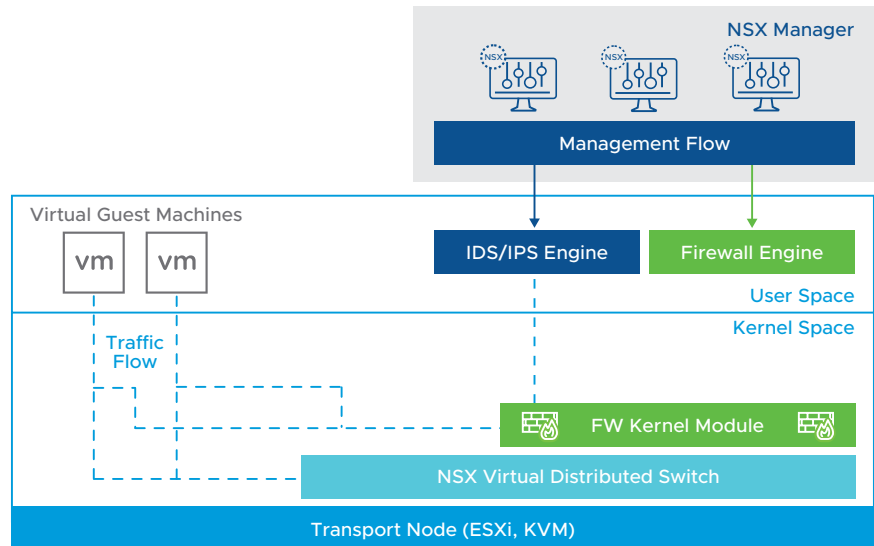 NSX Manager
NSX
NSX
NSX
Management Flow
Virtual Guest Machines
vm
vm
IDS/IPS Engine
Firewall Engine
User Space
Kernel Space
Traffic
Flow
FW Kernel Module
NSX Virtual Distributed Switch
Transport Node (ESXi, KVM)